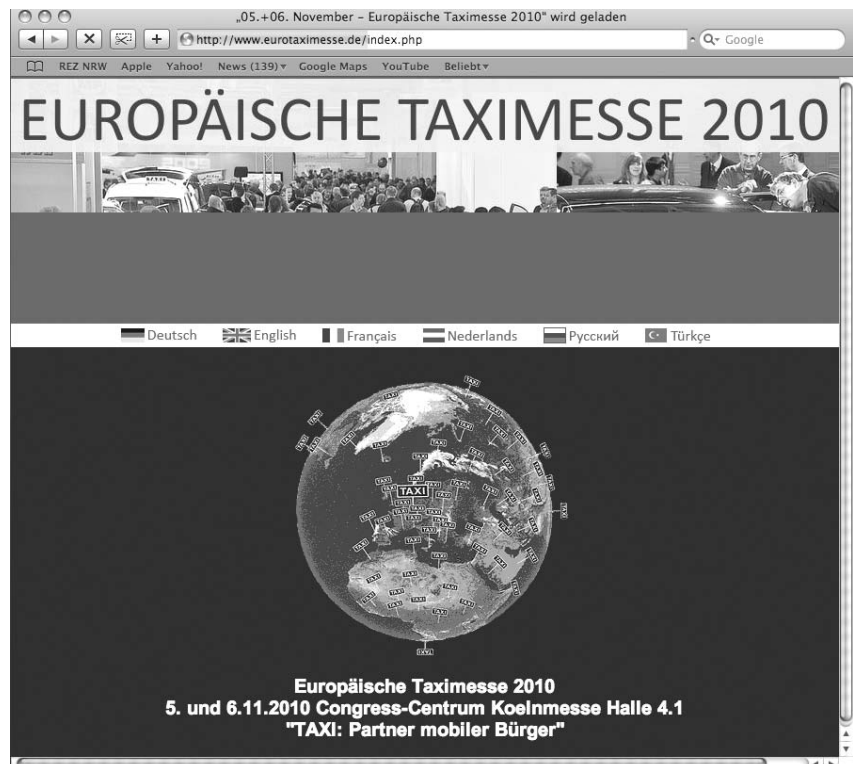 „05.+06. November – Europäische Taximesse 2010“ wird geladen
http://www.eurotaximesse.de/index.php
Google
REZ NRW Apple Yahoo! News (139) Google Maps YouTube Beliebt
EUROPÄISCHE TAXIMESSE 2010
Deutsch English Français Nederlands Русский Türkçe
TAXI
Europäische Taximesse 2010
5. und 6.11.2010 Congress-Centrum Koelnmesse Halle 4.1
"TAXI: Partner mobiler Bürger"